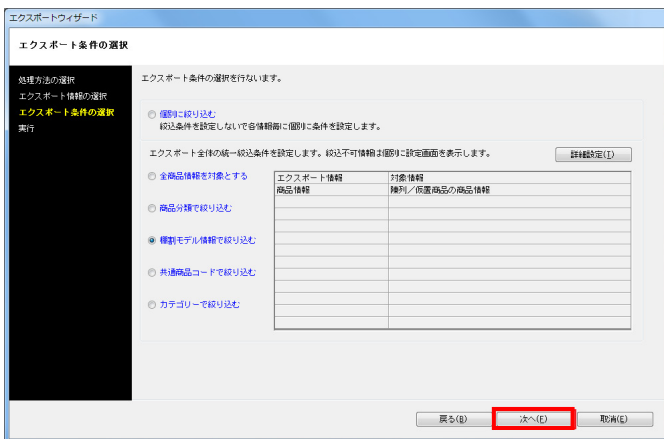 エクスポートウィザード
エクスポート条件の選択
処理方法の選択
エクスポート情報の選択
エクスポート条件の選択
実行
エクスポート条件の選択を行ないます。
個別に絞り込む
絞込条件を設定しないで各情報毎に個別に条件を設定します。
エクスポート全体の統一絞込条件を設定します。絞込不可情報は個別に設定画面を表示します。
詳細設定(I)
全商品情報を対象とする
商品分類で絞り込む
棚割モデル情報で絞り込む
共通商品コードで絞り込む
カテゴリーで絞り込む
エクスポート情報 対象情報
商品情報 陳列/仮置商品の商品情報
戻る(B) 次へ(F) 取消(E)